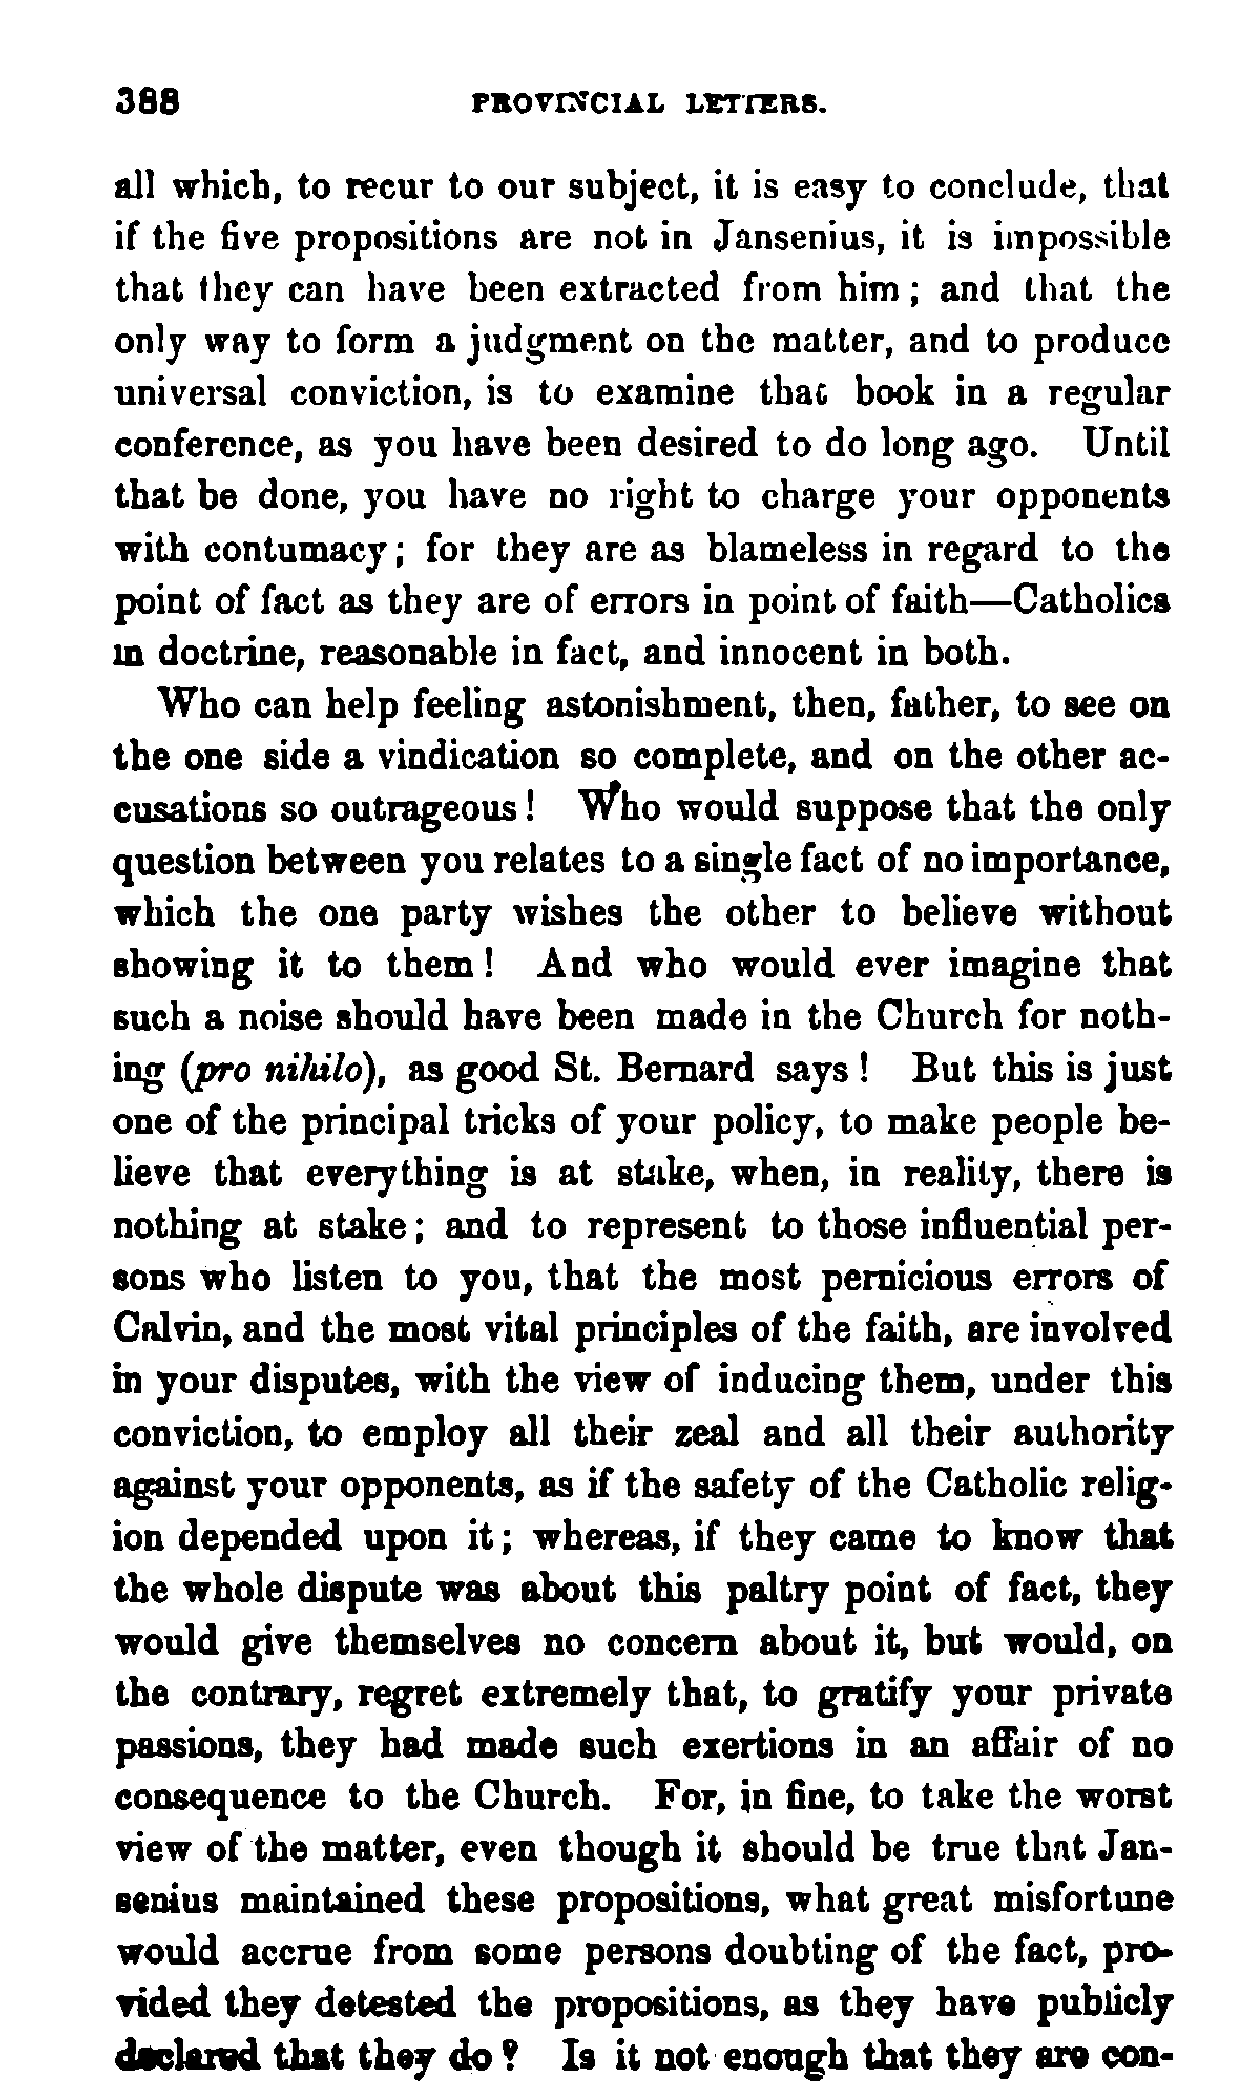 388 PROVINCIAL LETTERS.
all which, to recur to our subject, it is easy to conclude, that
if the five propositions are not in Jansenius, it is impossible
that they can have been extracted from him; and that the
only way to form a judgment on the matter, and to produce
universal conviction, is to examine that book in a regular
conference, as you have been desired to do long ago. Until
that be done, you have no right to charge your opponents
with contumacy; for they are as blameless in regard to the
point of fact as they are of errors in point of faith—Catholics
in doctrine, reasonable in fact, and innocent in both.
Who can help feeling astonishment, then, father, to see on
the one side a vindication so complete, and on the other ac-
cusations so outrageous! Who would suppose that the only
question between you relates to a single fact of no importance,
which the one party wishes the other to believe without
showing it to them! And who would ever imagine that
such a noise should have been made in the Church for noth-
ing (pro nihilo), as good St. Bernard says! But this is just
one of the principal tricks of your policy, to make people be-
lieve that everything is at stake, when, in reality, there is
nothing at stake; and to represent to those influential per-
sons who listen to you, that the most pernicious errors of
Calvin, and the most vital principles of the faith, are involved
in your disputes, with the view of inducing them, under this
conviction, to employ all their zeal and all their authority
against your opponents, as if the safety of the Catholic relig-
ion depended upon it; whereas, if they came to know that
the whole dispute was about this paltry point of fact, they
would give themselves no concern about it, but would, on
the contrary, regret extremely that, to gratify your private
passions, they had made such exertions in an affair of no
consequence to the Church. For, in fine, to take the worst
view of the matter, even though it should be true that Jan-
senius maintained these propositions, what great misfortune
would accrue from some persons doubting of the fact, pro-
vided they detested the propositions, as they have publicly
declared that they do? Is it not enough that they are con-